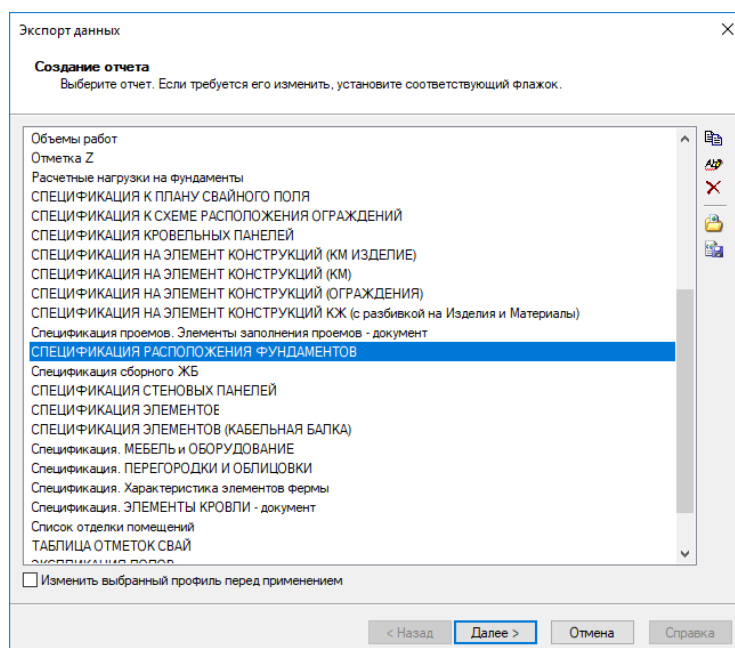 Экспорт данных
Создание отчета
Выберите отчет. Если требуется его изменить, установите соответствующий флажок.
Объемы работ
Отметка Z
Расчетные нагрузки на фундаменты
СПЕЦИФИКАЦИЯ К ПЛАНУ СВАЙНОГО ПОЛЯ
СПЕЦИФИКАЦИЯ К СХЕМЕ РАСПОЛОЖЕНИЯ ОГРАЖДЕНИЙ
СПЕЦИФИКАЦИЯ КРОВЕЛЬНЫХ ПАНЕЛЕЙ
СПЕЦИФИКАЦИЯ НА ЭЛЕМЕНТ КОНСТРУКЦИЙ (КМ ИЗДЕЛИЕ)
СПЕЦИФИКАЦИЯ НА ЭЛЕМЕНТ КОНСТРУКЦИЙ (КМ)
СПЕЦИФИКАЦИЯ НА ЭЛЕМЕНТ КОНСТРУКЦИЙ (ОГРАЖДЕНИЯ)
СПЕЦИФИКАЦИЯ НА ЭЛЕМЕНТ КОНСТРУКЦИЙ КЖ (с разбивкой на Изделия и Материалы)
Спецификация проемов. Элементы заполнения проемов - документ
СПЕЦИФИКАЦИЯ РАСПОЛОЖЕНИЯ ФУНДАМЕНТОВ
Спецификация сборного ЖБ
СПЕЦИФИКАЦИЯ СТЕНОВЫХ ПАНЕЛЕЙ
СПЕЦИФИКАЦИЯ ЭЛЕМЕНТОВ
СПЕЦИФИКАЦИЯ ЭЛЕМЕНТОВ (КАБЕЛЬНАЯ БАЛКА)
Спецификация. МЕБЕЛЬ и ОБОРУДОВАНИЕ
Спецификация. ПЕРЕГОРОДКИ И ОБЛИЦОВКИ
Спецификация. Характеристика элементов фермы
Спецификация. ЭЛЕМЕНТЫ КРОВЛИ - документ
Список отделки помещений
ТАБЛИЦА ОТМЕТОК СВАЙ
ЭКСПЛИКАЦИЯ ПОЛОВ
Изменить выбранный профиль перед применением
< Назад Далее > Отмена Справка